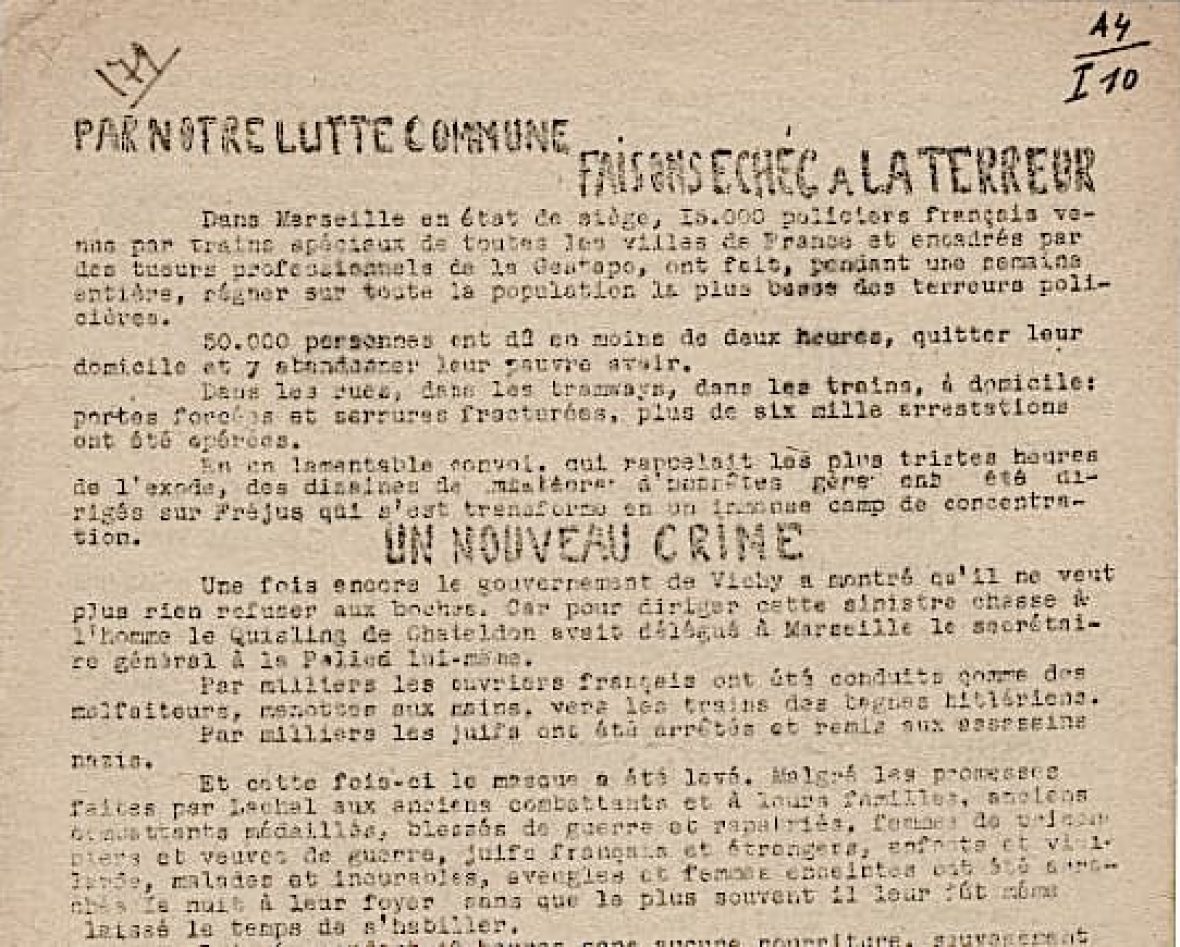 A4
I 10
171
PAR NOTRE LUTTE COMMUNE
FAISONS ECHÉC A LA TERREUR
Dans Marseille en état de siège, I5.000 policiers français ve-
nus par trains spéciaux de toutes les villes de France et encadrés par
des tueurs professionnels de la Gestapo, ont fait, pendant une semaine
entière, régner sur toute la population la plus basse des terreurs poli-
cières.
50.000 personnes ont dû en moins de deux heures, quitter leur
domicile et y abandonner leur pauvre avoir.
Dans les rues, dans les tramways, dans les trains, à domicile:
portes forcées et serrures fracturées, plus de six mille arrestations
ont été opérées.
En un lamentable convoi, qui rappelait les plus tristes heures
de l'exode, des dizaines de d'honnêtes gens ont été di-
rigés sur Fréjus qui s'est transformé en un immense camp de concentra-
tion.
UN NOUVEAU CRIME
Une fois encore le gouvernement de Vichy a montré qu'il ne veut
plus rien refuser aux boches. Car pour diriger cette sinistre chasse à
l'homme le Quisling de Chateldon avait délégué à Marseille le secrétai-
re général à la Police lui-même.
Par milliers les ouvriers français ont été conduits comme des
malfaiteurs, menottes aux mains, vers les trains des bagnes hitlériens.
Par milliers les juifs ont été arrêtés et remis aux assassins
nazis.
Et cette fois-ci le masque a été levé. Malgré les promesses
faites par Lachal aux anciens combattants et à leurs familles, anciens
combattants médaillés, blessés de guerre et rapatriés, femmes de prison
niers et veuves de guerre, juifs français et étrangers, enfants et viel-
lards, malades et incurables, aveugles et femmes enceintes ont été arra-
chés la nuit à leur foyer sans que le plus souvent il leur fût même
laissé le temps de s'habiller.
heures sans aucune nourriture,